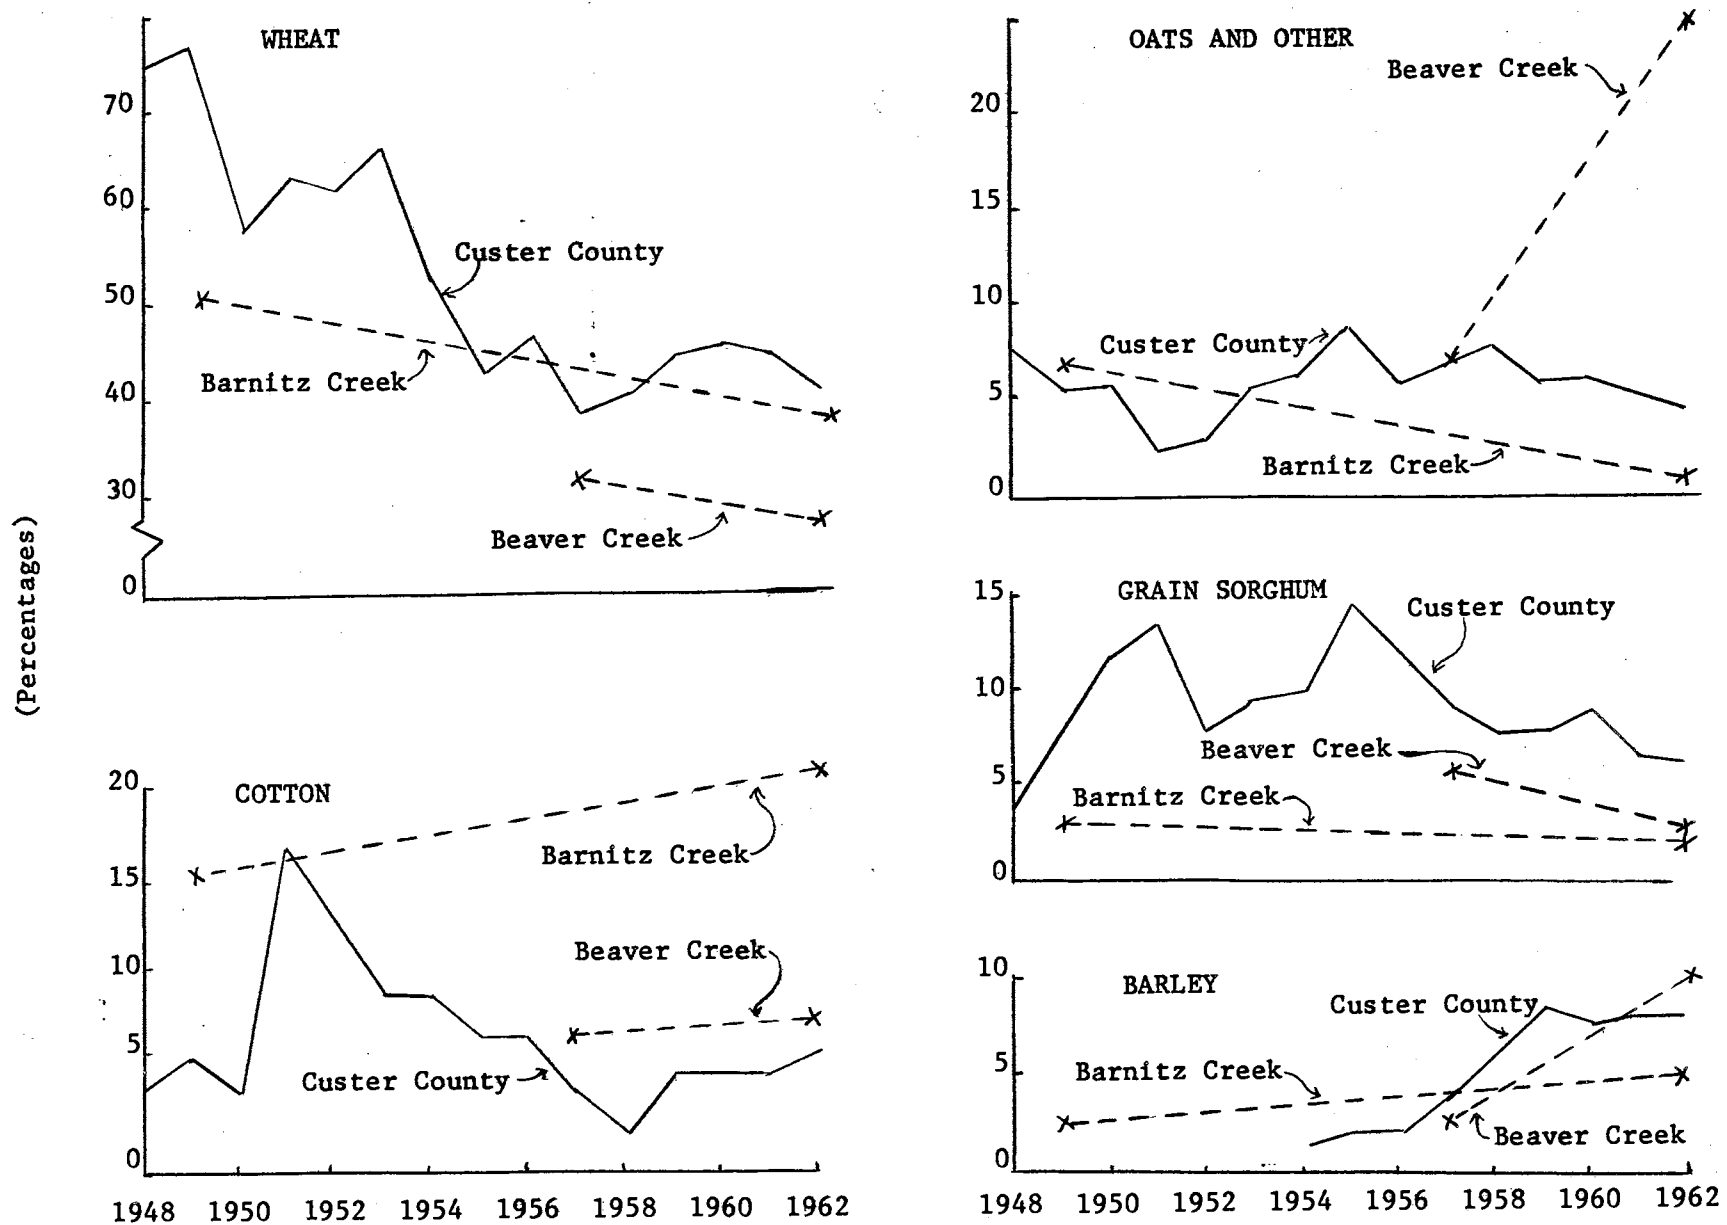 (Percentages)
WHEAT
70
60
50
40
30
0
Custer County
Barnitz Creek
Beaver Creek
OATS AND OTHER
20
15
10
5
0
Beaver Creek
Custer County
Barnitz Creek
GRAIN SORGHUM
15
10
5
0
Custer County
Beaver Creek
Barnitz Creek
COTTON
20
15
10
5
0
Barnitz Creek
Beaver Creek
Custer County
1948 1950 1952 1954 1956 1958 1960 1962
BARLEY
10
5
0
Custer County
Barnitz Creek
Beaver Creek
1948 1950 1952 1954 1956 1958 1960 1962